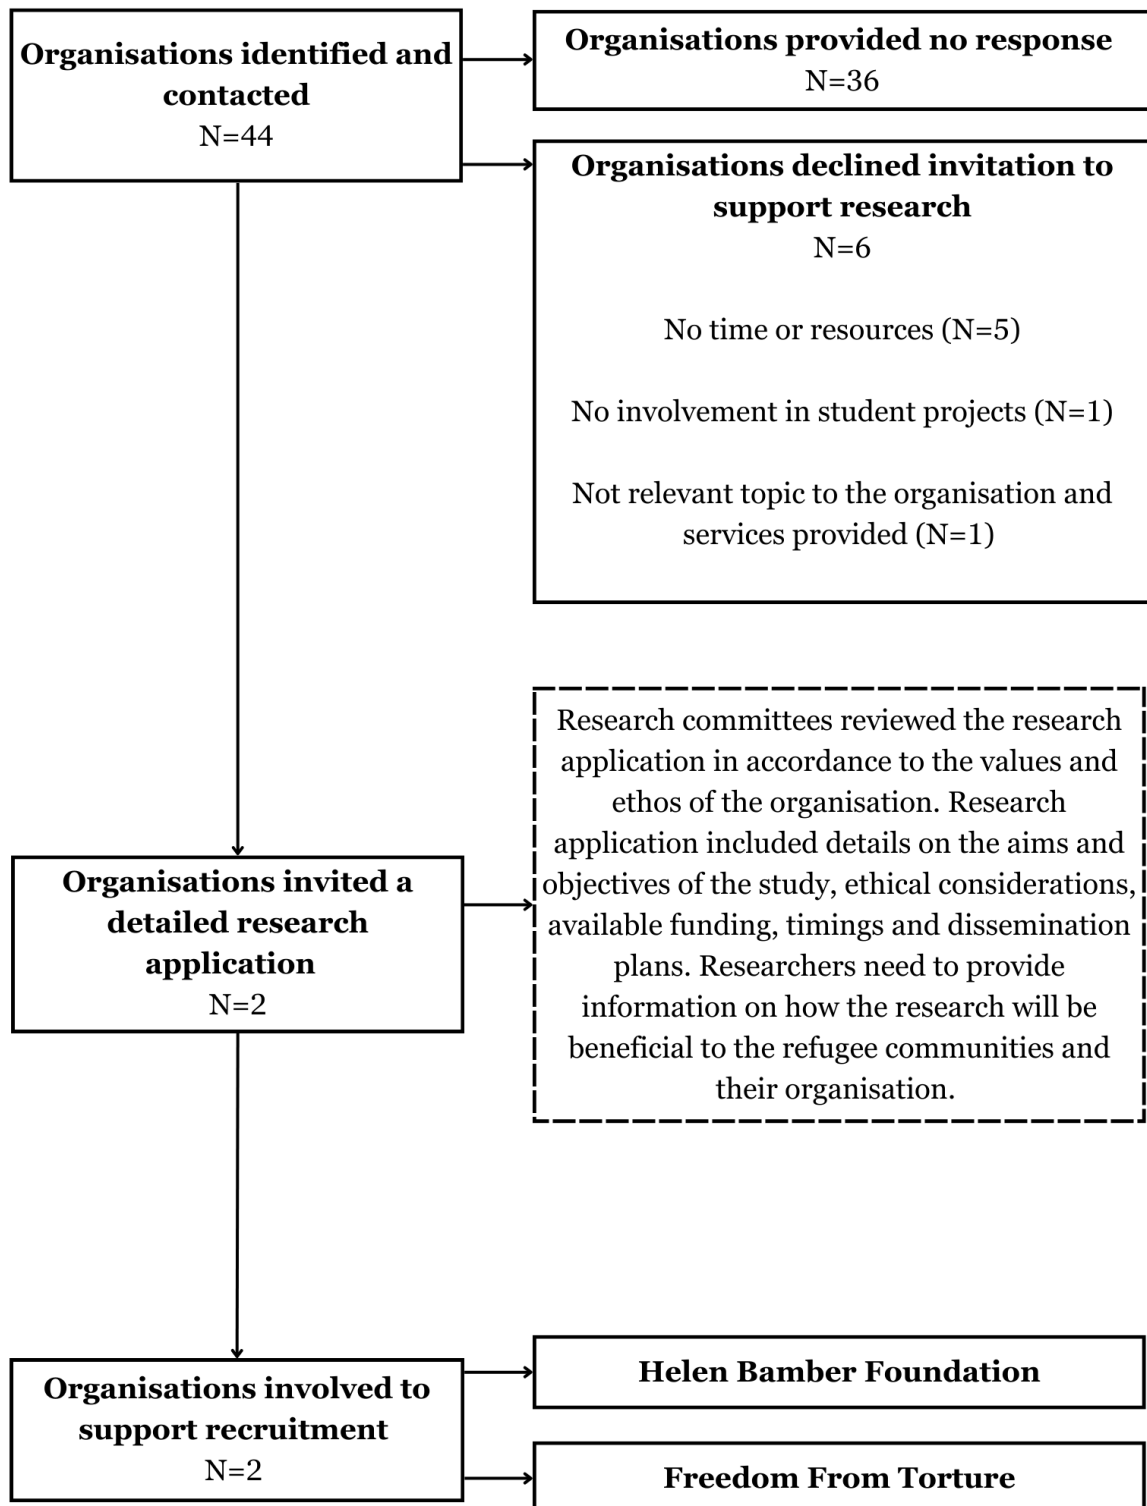 Organisations identified and
contacted
N=44
Organisations provided no response
N=36
Organisations declined invitation to
support research
N=6
No time or resources (N=5)
No involvement in student projects (N=1)
Not relevant topic to the organisation and
services provided (N=1)
Organisations invited a
detailed research
application
N=2
Research committees reviewed the research
application in accordance to the values and
ethos of the organisation. Research
application included details on the aims and
objectives of the study, ethical considerations,
available funding, timings and dissemination
plans. Researchers need to provide
information on how the research will be
beneficial to the refugee communities and
their organisation.
Organisations involved to
support recruitment
N=2
Helen Bamber Foundation
Freedom From Torture